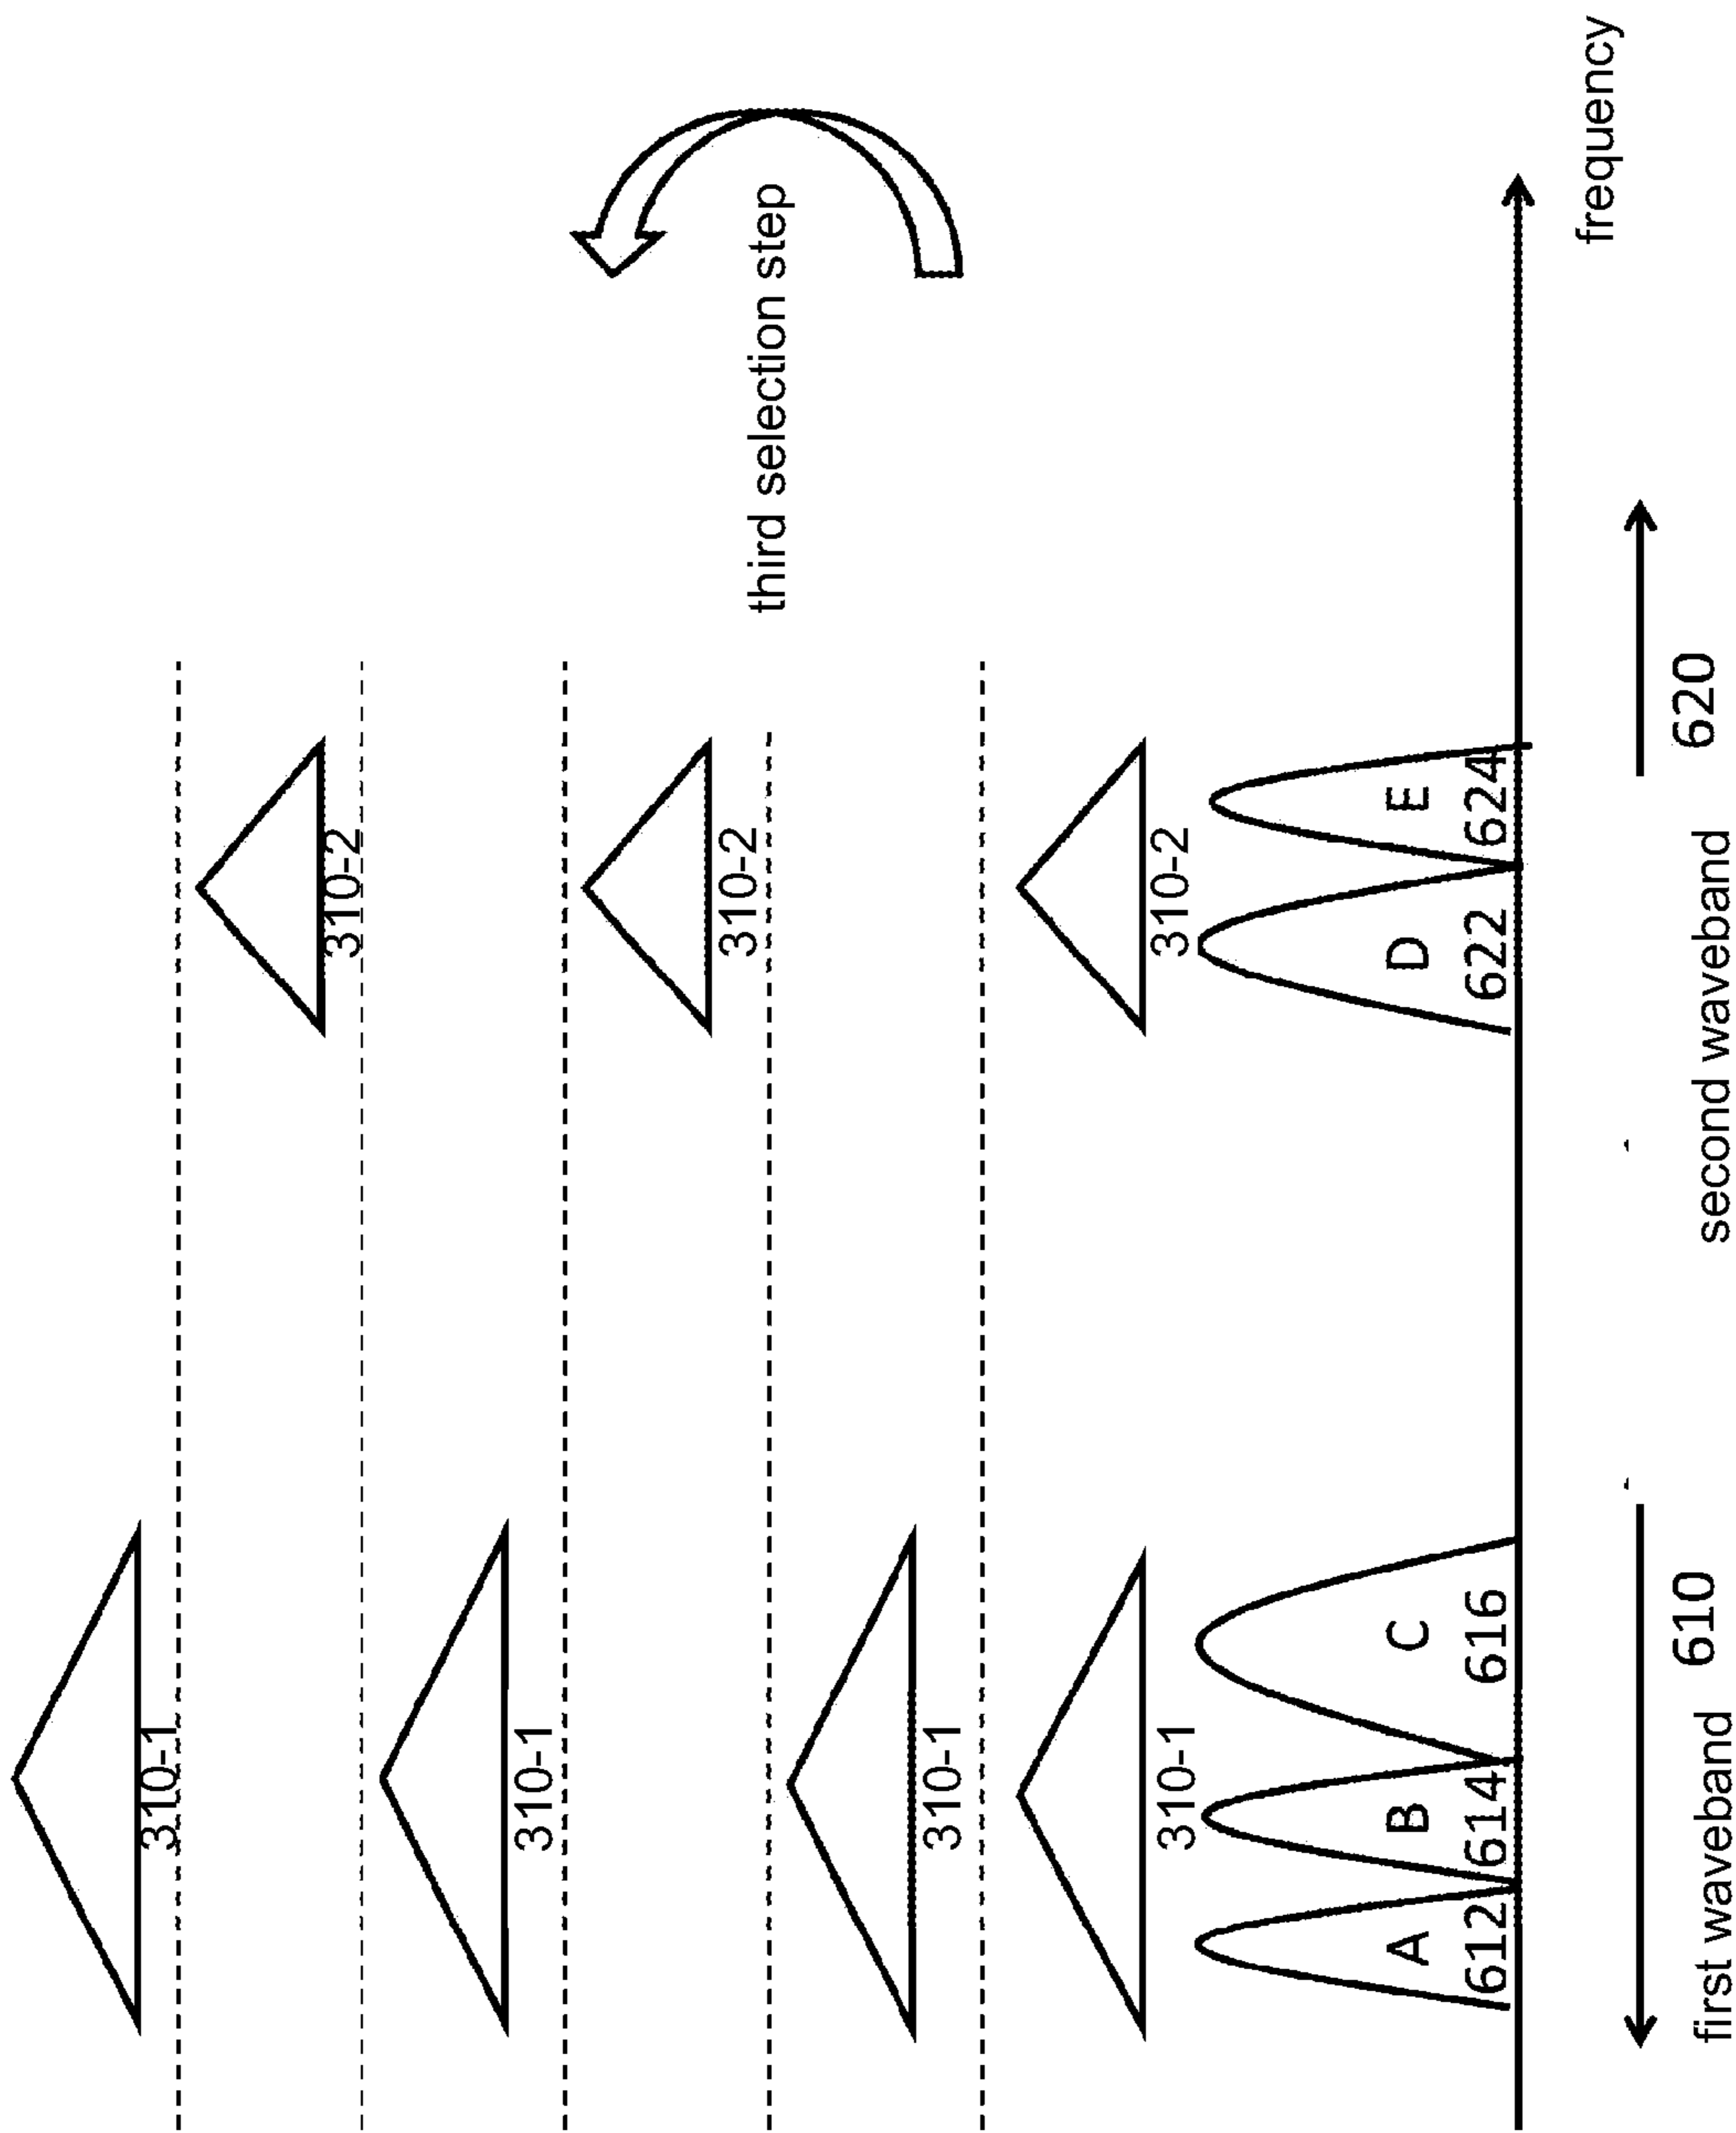 310-1
310-2
310-1
310-2
third selection step
310-1
310-1 310-2
A B C D E
612 614 616 622 624
frequency
first waveband 610 second waveband 620